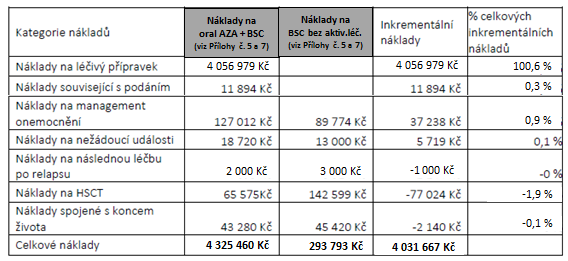 Kategorie nákladů | Náklady na oral AZA + BSC (viz Přílohy č. 5 a 7) | Náklady na BSC bez aktiv.léč. (viz Přílohy č. 5 a 7) | Inkrementální náklady | % celkových inkrementálních nákladů
Náklady na léčivý přípravek | 4 056 979 Kč | | 4 056 979 Kč | 100,6 %
Náklady související s podáním | 11 894 Kč | | 11 894 Kč | 0,3 %
Náklady na management onemocnění | 127 012 Kč | 89 774 Kč | 37 238 Kč | 0,9 %
Náklady na nežádoucí události | 18 720 Kč | 13 000 Kč | 5 719 Kč | 0,1 %
Náklady na následnou léčbu po relapsu | 2 000 Kč | 3 000 Kč | -1 000 Kč | -0 %
Náklady na HSCT | 65 575Kč | 142 599 Kč | -77 024 Kč | -1,9 %
Náklady spojené s koncem života | 43 280 Kč | 45 420 Kč | -2 140 Kč | -0,1 %
Celkové náklady | 4 325 460 Kč | 293 793 Kč | 4 031 667 Kč